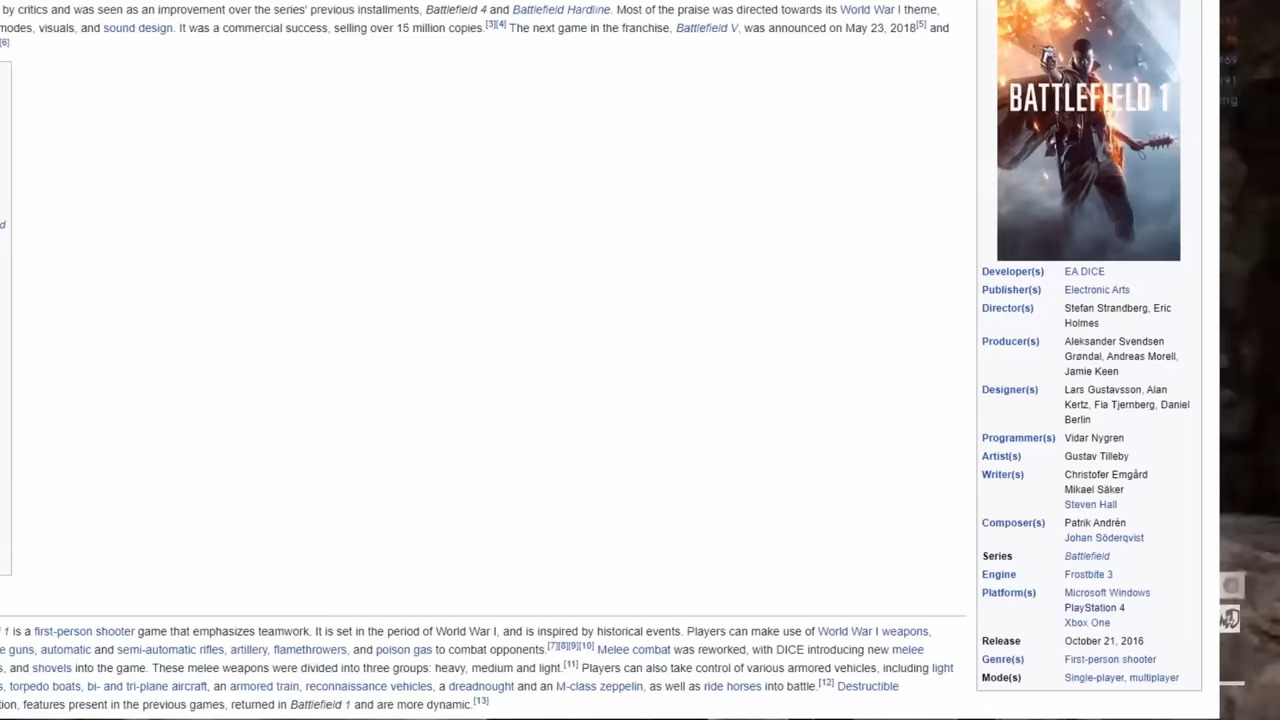 by critics and was seen as an improvement over the series' previous installments, Battlefield 4 and Battlefield Hardline. Most of the praise was directed towards its World War I theme,
modes, visuals, and sound design. It was a commercial success, selling over 15 million copies.[3][4] The next game in the franchise, Battlefield V, was announced on May 23, 2018[5] and
[6]
d
1 is a first-person shooter game that emphasizes teamwork. It is set in the period of World War I, and is inspired by historical events. Players can make use of World War I weapons,
e guns, automatic and semi-automatic rifles, artillery, flamethrowers, and poison gas to combat opponents.[7][8][9][10] Melee combat was reworked, with DICE introducing new melee
s, and shovels into the game. These melee weapons were divided into three groups: heavy, medium and light.[11] Players can also take control of various armored vehicles, including light
s, torpedo boats, bi- and tri-plane aircraft, an armored train, reconnaissance vehicles, a dreadnought and an M-class zeppelin, as well as ride horses into battle.[12] Destructible
tion, features present in the previous games, returned in Battlefield 1 and are more dynamic.[13]
BATTLEFIELD 1
Developer(s) EA DICE
Publisher(s) Electronic Arts
Director(s) Stefan Strandberg, Eric
Holmes
Producer(s) Aleksander Svendsen
Grøndal, Andreas Morell,
Jamie Keen
Designer(s) Lars Gustavsson, Alan
Kertz, Fia Tjernberg, Daniel
Berlin
Programmer(s) Vidar Nygren
Artist(s) Gustav Tilleby
Writer(s) Christofer Emgård
Mikael Säker
Steven Hall
Composer(s) Patrik Andrén
Johan Söderqvist
Series Battlefield
Engine Frostbite 3
Platform(s) Microsoft Windows
PlayStation 4
Xbox One
Release October 21, 2016
Genre(s) First-person shooter
Mode(s) Single-player, multiplayer